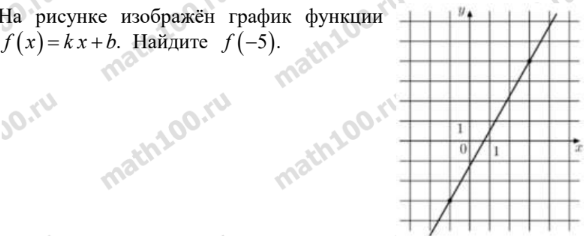 На рисунке изображён график функции
f(x)=kx+b. Найдите f(−5).
y
1
0
1
x
math100.ru
math100.ru
00.ru
math100.ru
math100.ru